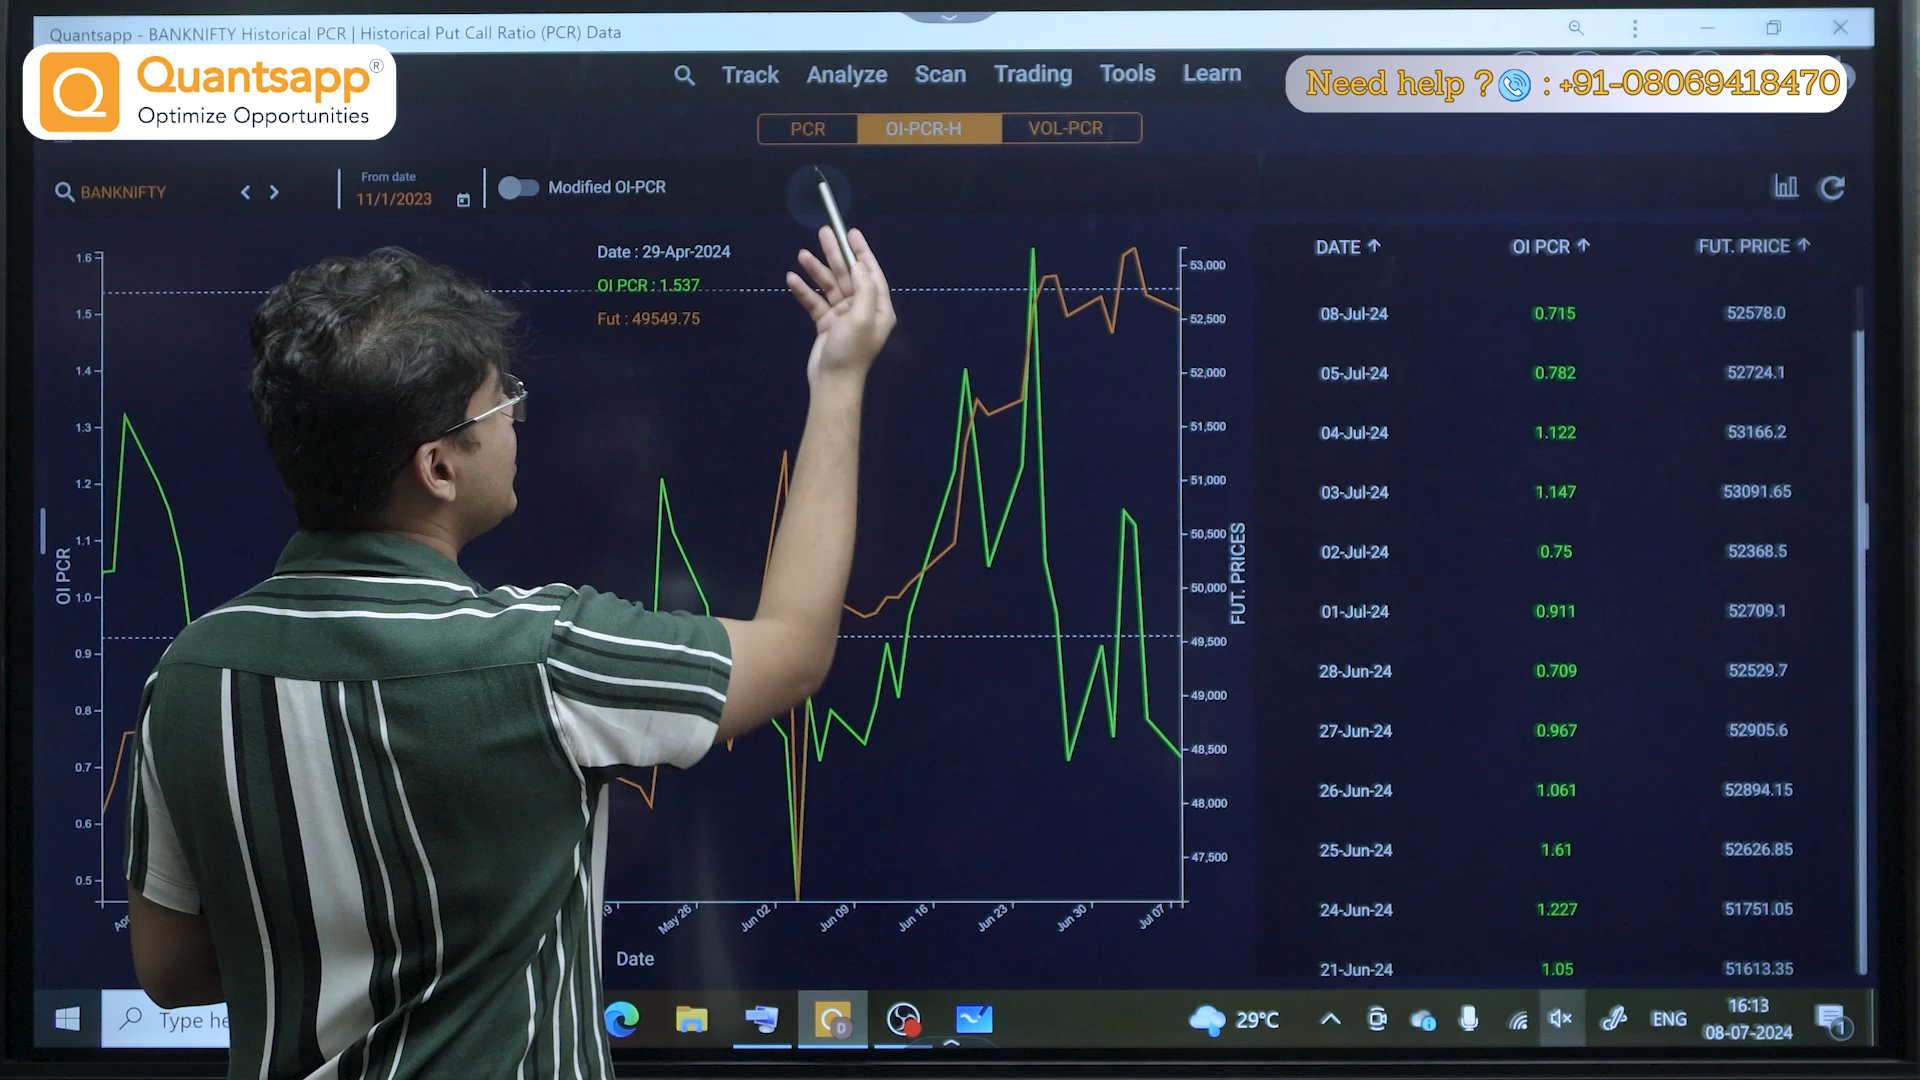 Quantsapp - BANKNIFTY Historical PCR | Historical Put Call Ratio (PCR) Data
Quantsapp®
Optimize Opportunities
Track Analyze Scan Trading Tools Learn
Need help ? : +91-08069418470
PCR OI-PCR-H VOL-PCR
BANKNIFTY
From date
11/1/2023
Modified OI-PCR
Date : 29-Apr-2024
OI PCR : 1.537
Fut : 49549.75
1.6
1.5
1.4
1.3
1.2
1.1
1.0
0.9
0.8
0.7
0.6
0.5
OI PCR
53,000
52,500
52,000
51,500
51,000
50,500
50,000
49,500
49,000
48,500
48,000
47,500
FUT. PRICES
May 26 Jun 02 Jun 09 Jun 16 Jun 23 Jun 30 Jul 07
Date
DATE OI PCR FUT. PRICE
08-Jul-24 0.715 52578.0
05-Jul-24 0.782 52724.1
04-Jul-24 1.122 53166.2
03-Jul-24 1.147 53091.65
02-Jul-24 0.75 52368.5
01-Jul-24 0.911 52709.1
28-Jun-24 0.709 52529.7
27-Jun-24 0.967 52905.6
26-Jun-24 1.061 52894.15
25-Jun-24 1.61 52626.85
24-Jun-24 1.227 51751.05
21-Jun-24 1.05 51613.35
Type he
29°C
ENG
16:13
08-07-2024
1